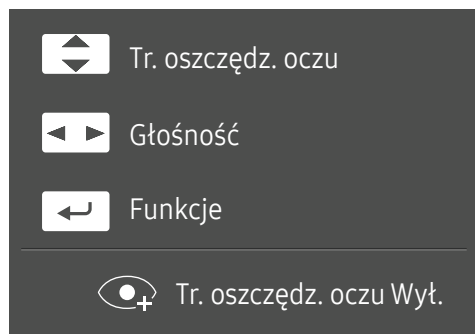 Tr. oszczędz. oczu
Głośność
Funkcje
Tr. oszczędz. oczu Wył.